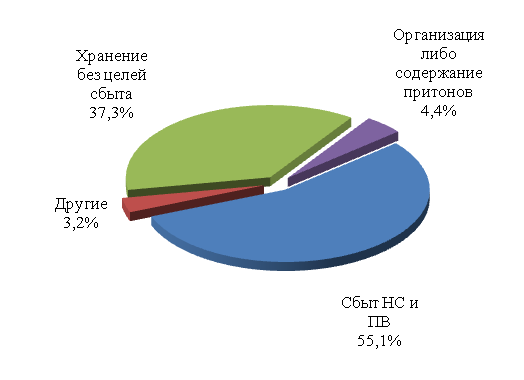 Хранение
без целей
сбыта
37,3%
Организация
либо
содержание
притонов
4,4%
Другие
3,2%
Сбыт НС и
ПВ
55,1%